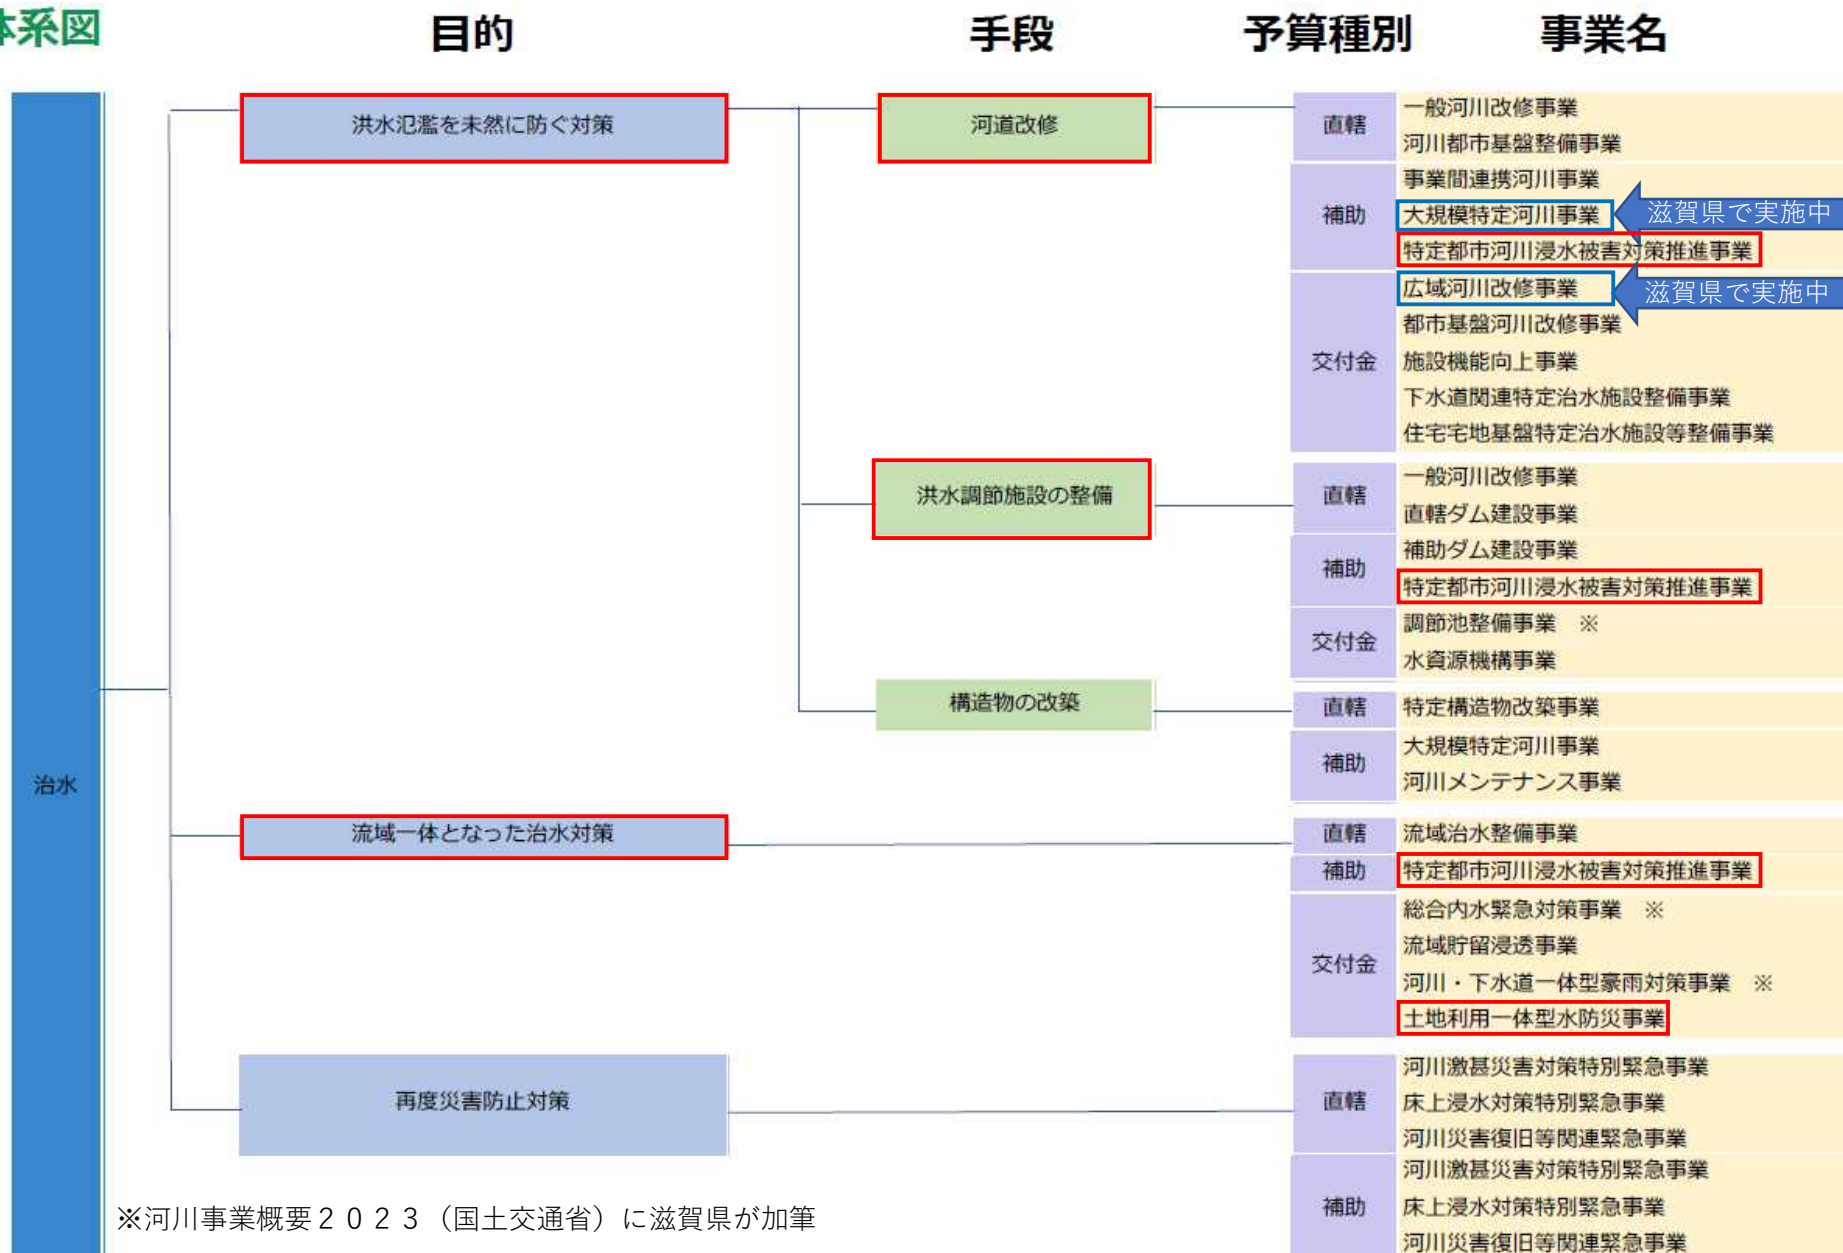 体系図
目的
手段
予算種別
事業名
治水
洪水氾濫を未然に防ぐ対策
河道改修
直轄
一般河川改修事業
河川都市基盤整備事業
補助
事業間連携河川事業
大規模特定河川事業
滋賀県で実施中
特定都市河川浸水被害対策推進事業
交付金
広域河川改修事業
滋賀県で実施中
都市基盤河川改修事業
施設機能向上事業
下水道関連特定治水施設整備事業
住宅宅地基盤特定治水施設等整備事業
洪水調節施設の整備
直轄
一般河川改修事業
直轄ダム建設事業
補助
補助ダム建設事業
特定都市河川浸水被害対策推進事業
交付金
調節池整備事業 ※
水資源機構事業
構造物の改築
直轄
特定構造物改築事業
補助
大規模特定河川事業
河川メンテナンス事業
流域一体となった治水対策
直轄
流域治水整備事業
補助
特定都市河川浸水被害対策推進事業
交付金
総合内水緊急対策事業 ※
流域貯留浸透事業
河川・下水道一体型豪雨対策事業 ※
土地利用一体型水防災事業
再度災害防止対策
直轄
河川激甚災害対策特別緊急事業
床上浸水対策特別緊急事業
河川災害復旧等関連緊急事業
補助
河川激甚災害対策特別緊急事業
床上浸水対策特別緊急事業
河川災害復旧等関連緊急事業
※河川事業概要２０２３（国土交通省）に滋賀県が加筆